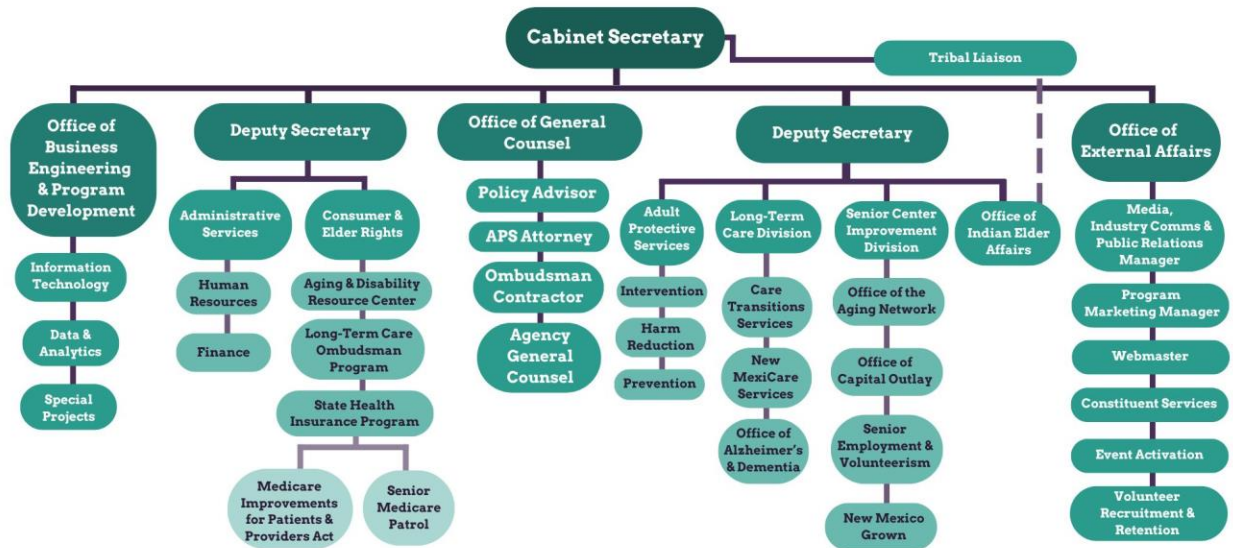 Cabinet Secretary
Tribal Liaison
Office of
Business
Engineering
& Program
Development
Information
Technology
Data &
Analytics
Special
Projects
Deputy Secretary
Administrative
Services
Human
Resources
Finance
Consumer &
Elder Rights
Aging & Disability
Resource Center
Long-Term Care
Ombudsman
Program
State Health
Insurance Program
Medicare
Improvements
for Patients &
Providers Act
Senior
Medicare
Patrol
Office of General
Counsel
Policy Advisor
APS Attorney
Ombudsman
Contractor
Agency
General
Counsel
Deputy Secretary
Adult
Protective
Services
Intervention
Harm
Reduction
Prevention
Long-Term
Care Division
Care
Transitions
Services
New
MexiCare
Services
Office of
Alzheimer's
& Dementia
Senior Center
Improvement
Division
Office of the
Aging Network
Office of
Capital Outlay
Senior
Employment &
Volunteerism
New Mexico
Grown
Office of
Indian Elder
Affairs
Office of
External Affairs
Media,
Industry Comms &
Public Relations
Manager
Program
Marketing Manager
Webmaster
Constituent Services
Event Activation
Volunteer
Recruitment &
Retention